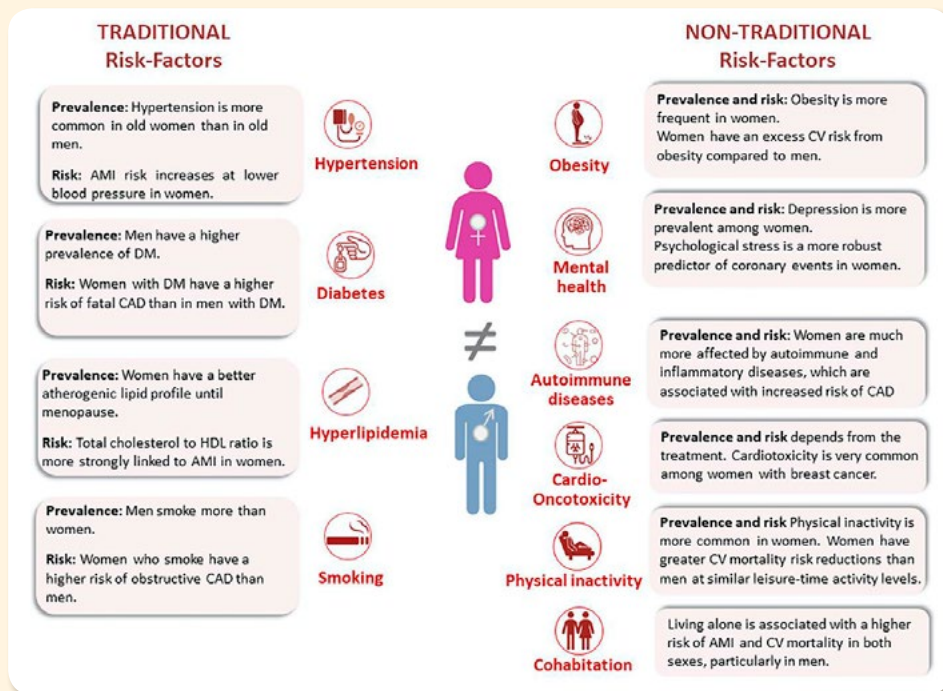 TRADITIONAL
Risk-Factors
Prevalence: Hypertension is more
common in old women than in old
men.
Risk: AMI risk increases at lower
blood pressure in women.
Hypertension
Prevalence: Men have a higher
prevalence of DM.
Risk: Women with DM have a higher
risk of fatal CAD than in men with DM.
Diabetes
Prevalence: Women have a better
atherogenic lipid profile until
menopause.
Risk: Total cholesterol to HDL ratio is
more strongly linked to AMI in women.
Hyperlipidemia
Prevalence: Men smoke more than
women.
Risk: Women who smoke have a
higher risk of obstructive CAD than
men.
Smoking
NON-TRADITIONAL
Risk-Factors
Obesity
Prevalence and risk: Obesity is more
frequent in women.
Women have an excess CV risk from
obesity compared to men.
Mental
health
Prevalence and risk: Depression is more
prevalent among women.
Psychological stress is a more robust
predictor of coronary events in women.
Autoimmune
diseases
Prevalence and risk: Women are much
more affected by autoimmune and
inflammatory diseases, which are
associated with increased risk of CAD
Cardio-
Oncotoxicity
Prevalence and risk depends from the
treatment. Cardiotoxicity is very common
among women with breast cancer.
Physical inactivity
Prevalence and risk Physical inactivity is
more common in women. Women have
greater CV mortality risk reductions than
men at similar leisure-time activity levels.
Cohabitation
Living alone is associated with a higher
risk of AMI and CV mortality in both
sexes, particularly in men.